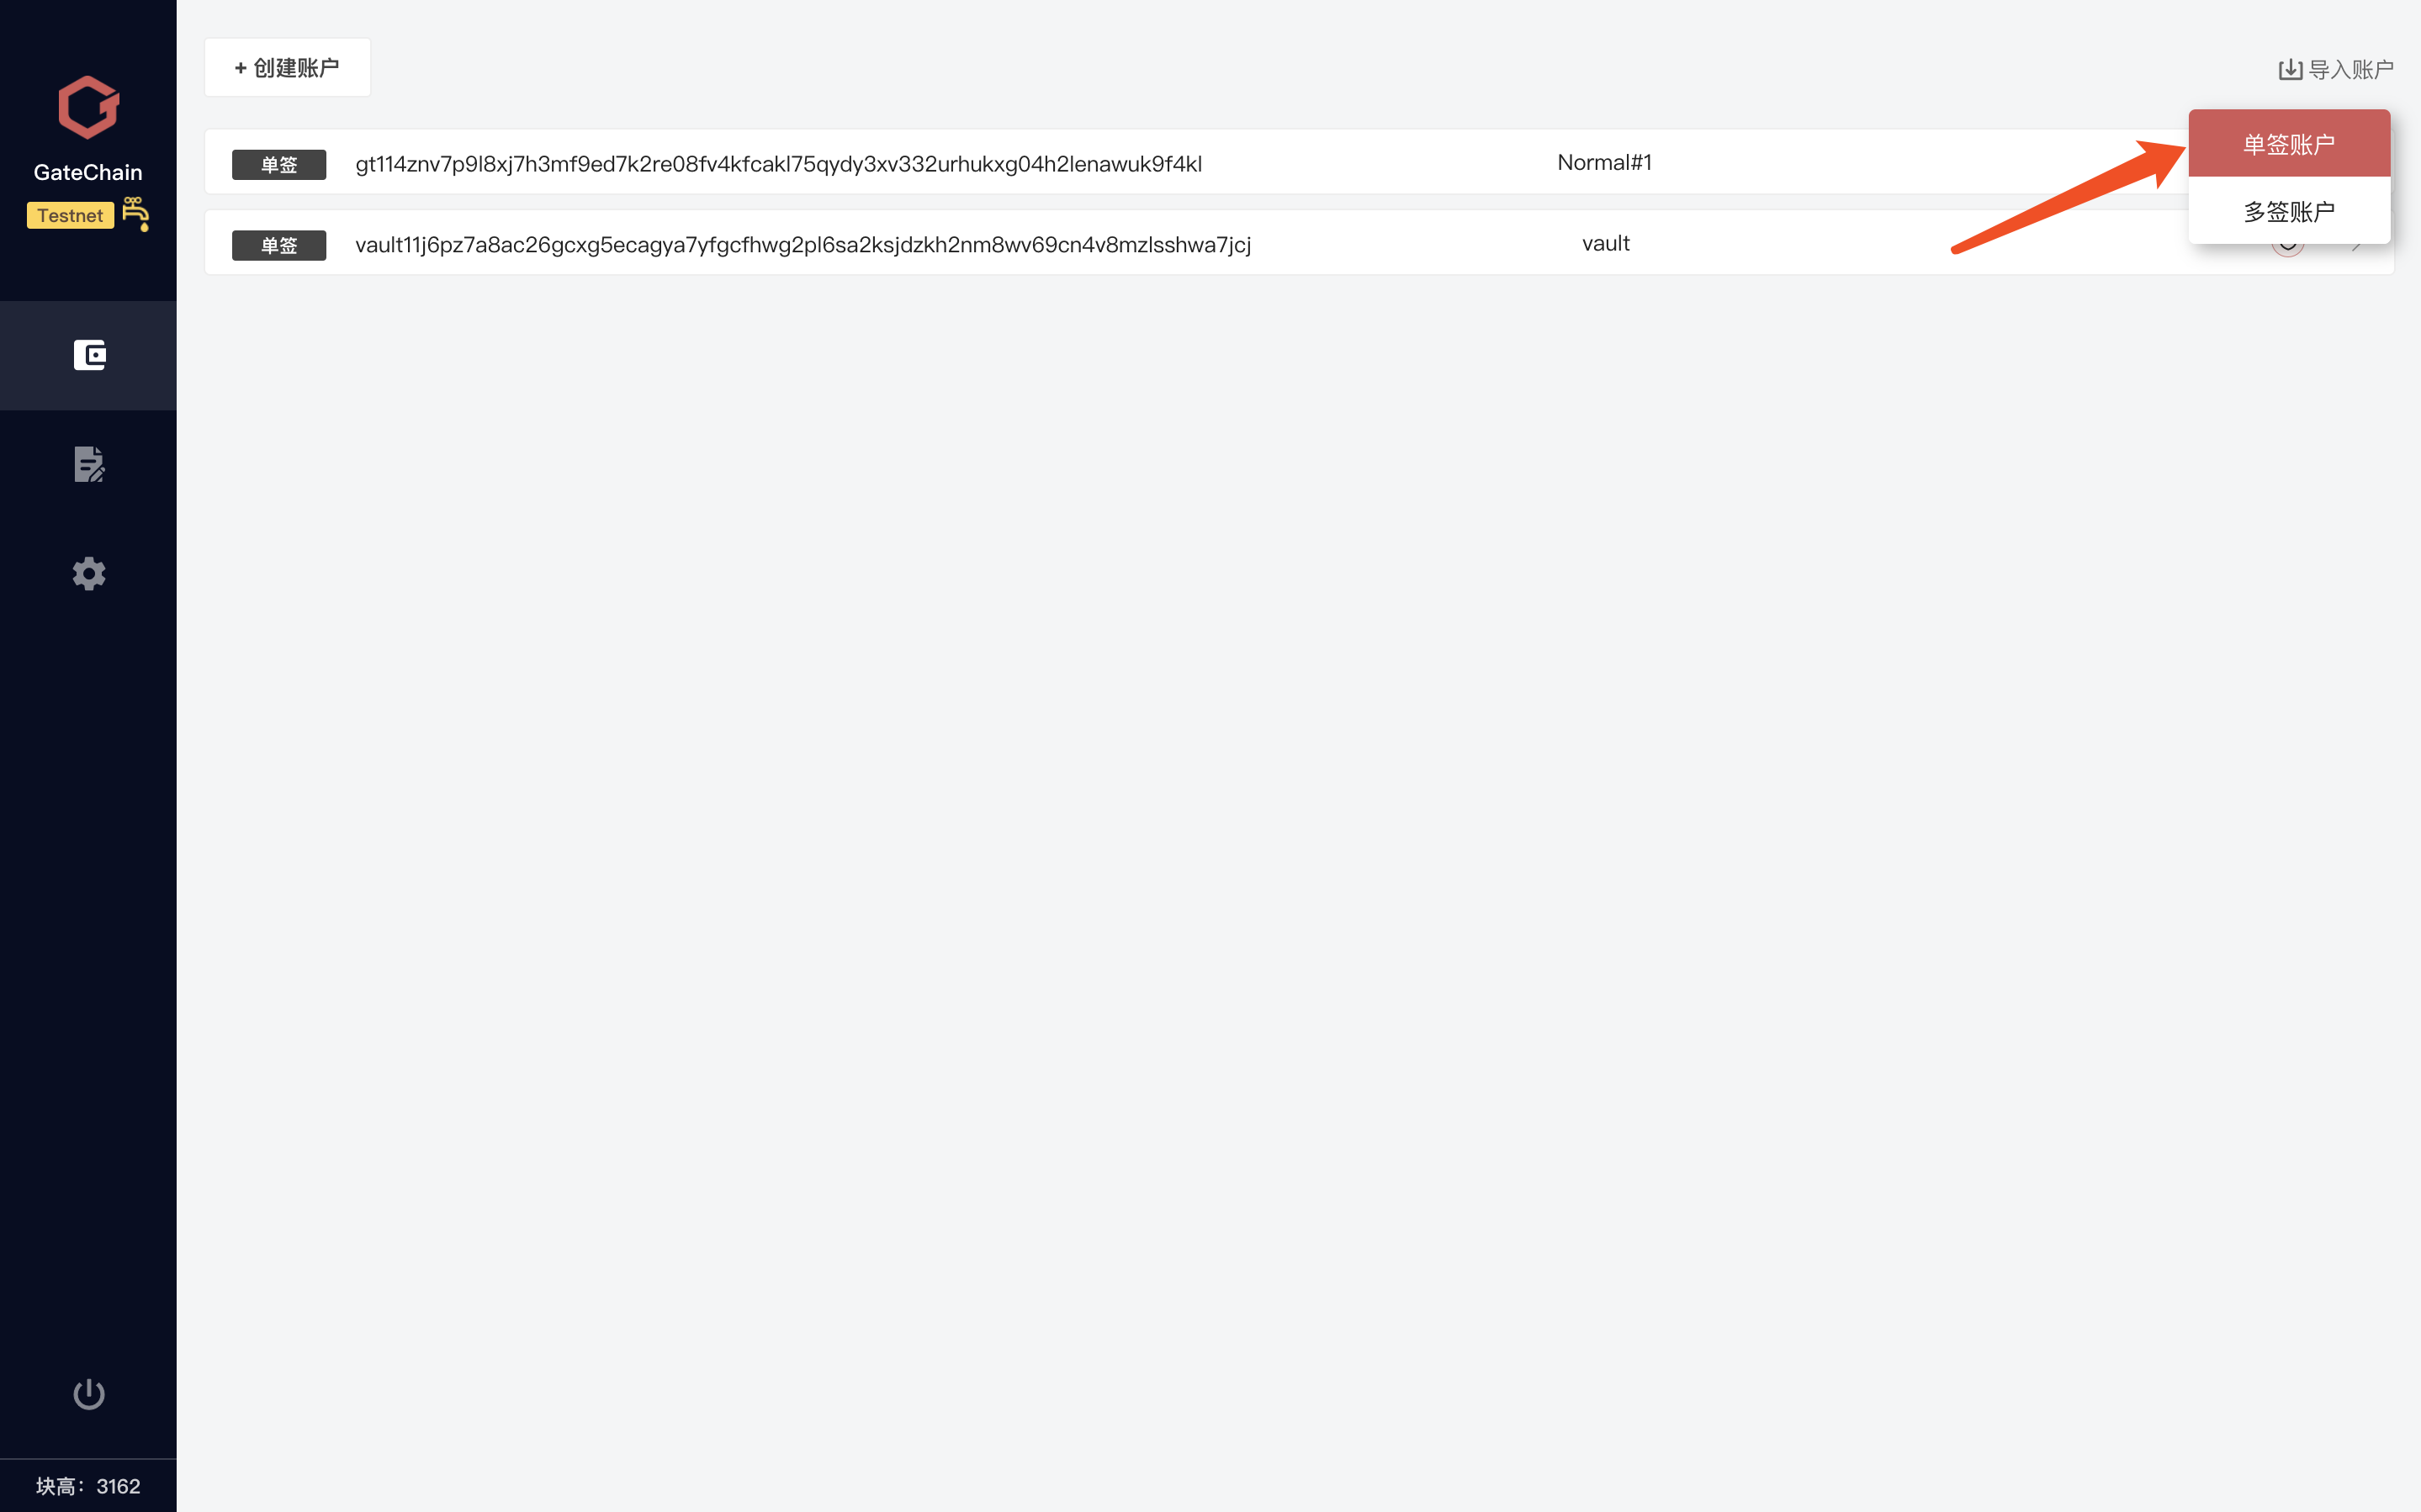 GateChain
Testnet
+ 创建账户
导入账户
单签账户
多签账户
单签 gt114znv7p9l8xj7h3mf9ed7k2re08fv4kfcakl75qydy3xv332urhukxg04h2lenawuk9f4kl Normal#1
单签 vault11j6pz7a8ac26gcxg5ecagya7yfgcfhwg2pl6sa2ksjdzkh2nm8wv69cn4v8mzlsshwa7jcj vault
块高：3162